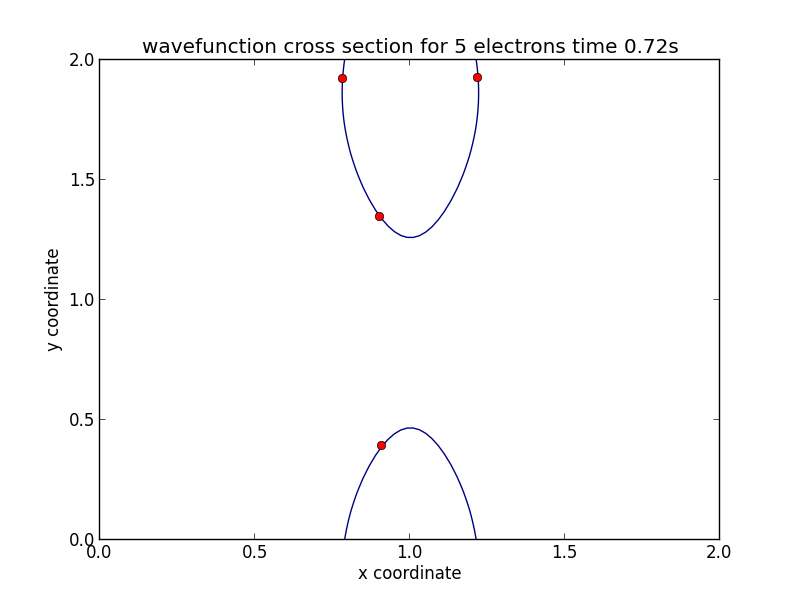 wavefunction cross section for 5 electrons time 0.72s
2.0
1.5
1.0
0.5
0.0
y coordinate
0.0 0.5 1.0 1.5 2.0
x coordinate